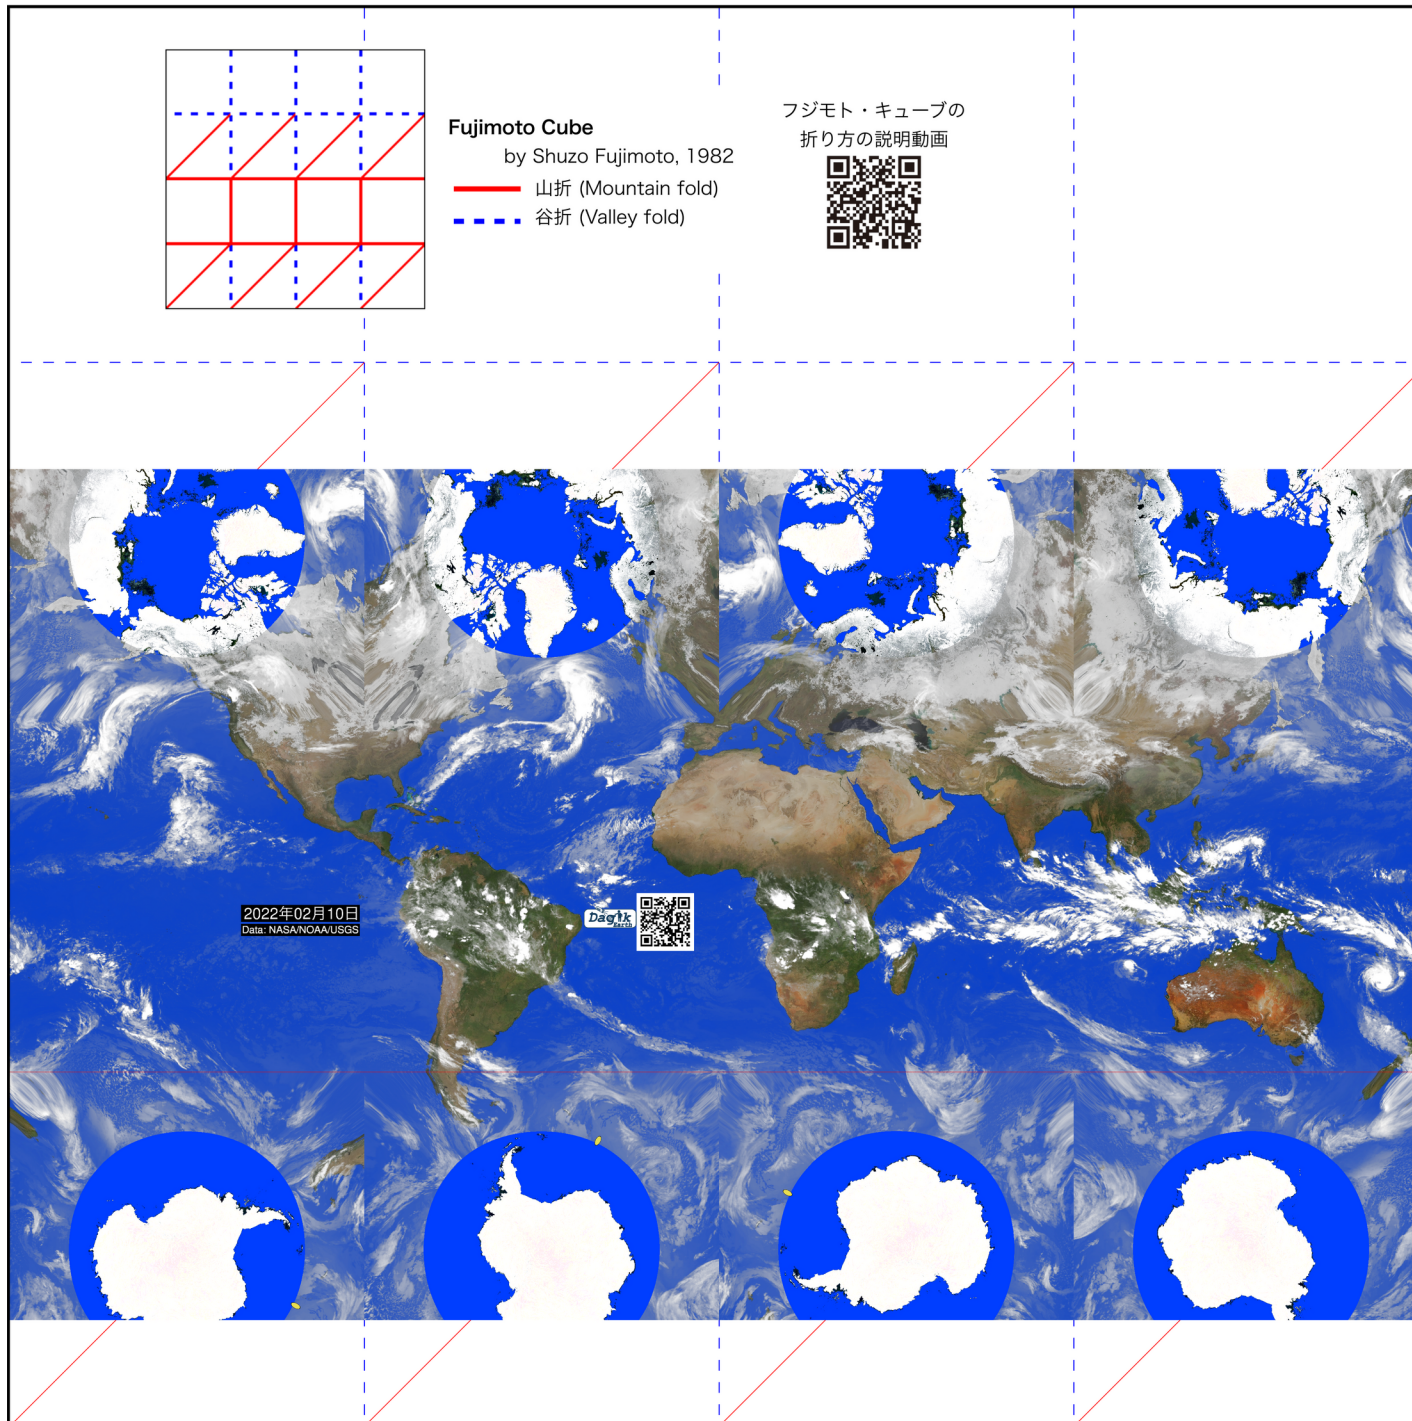 Fujimoto Cube
by Shuzo Fujimoto, 1982
山折 (Mountain fold)
谷折 (Valley fold)
フジモト・キューブの
折り方の説明動画
2022年02月10日
Data: NASA/NOAA/USGS
Dagik
Earth